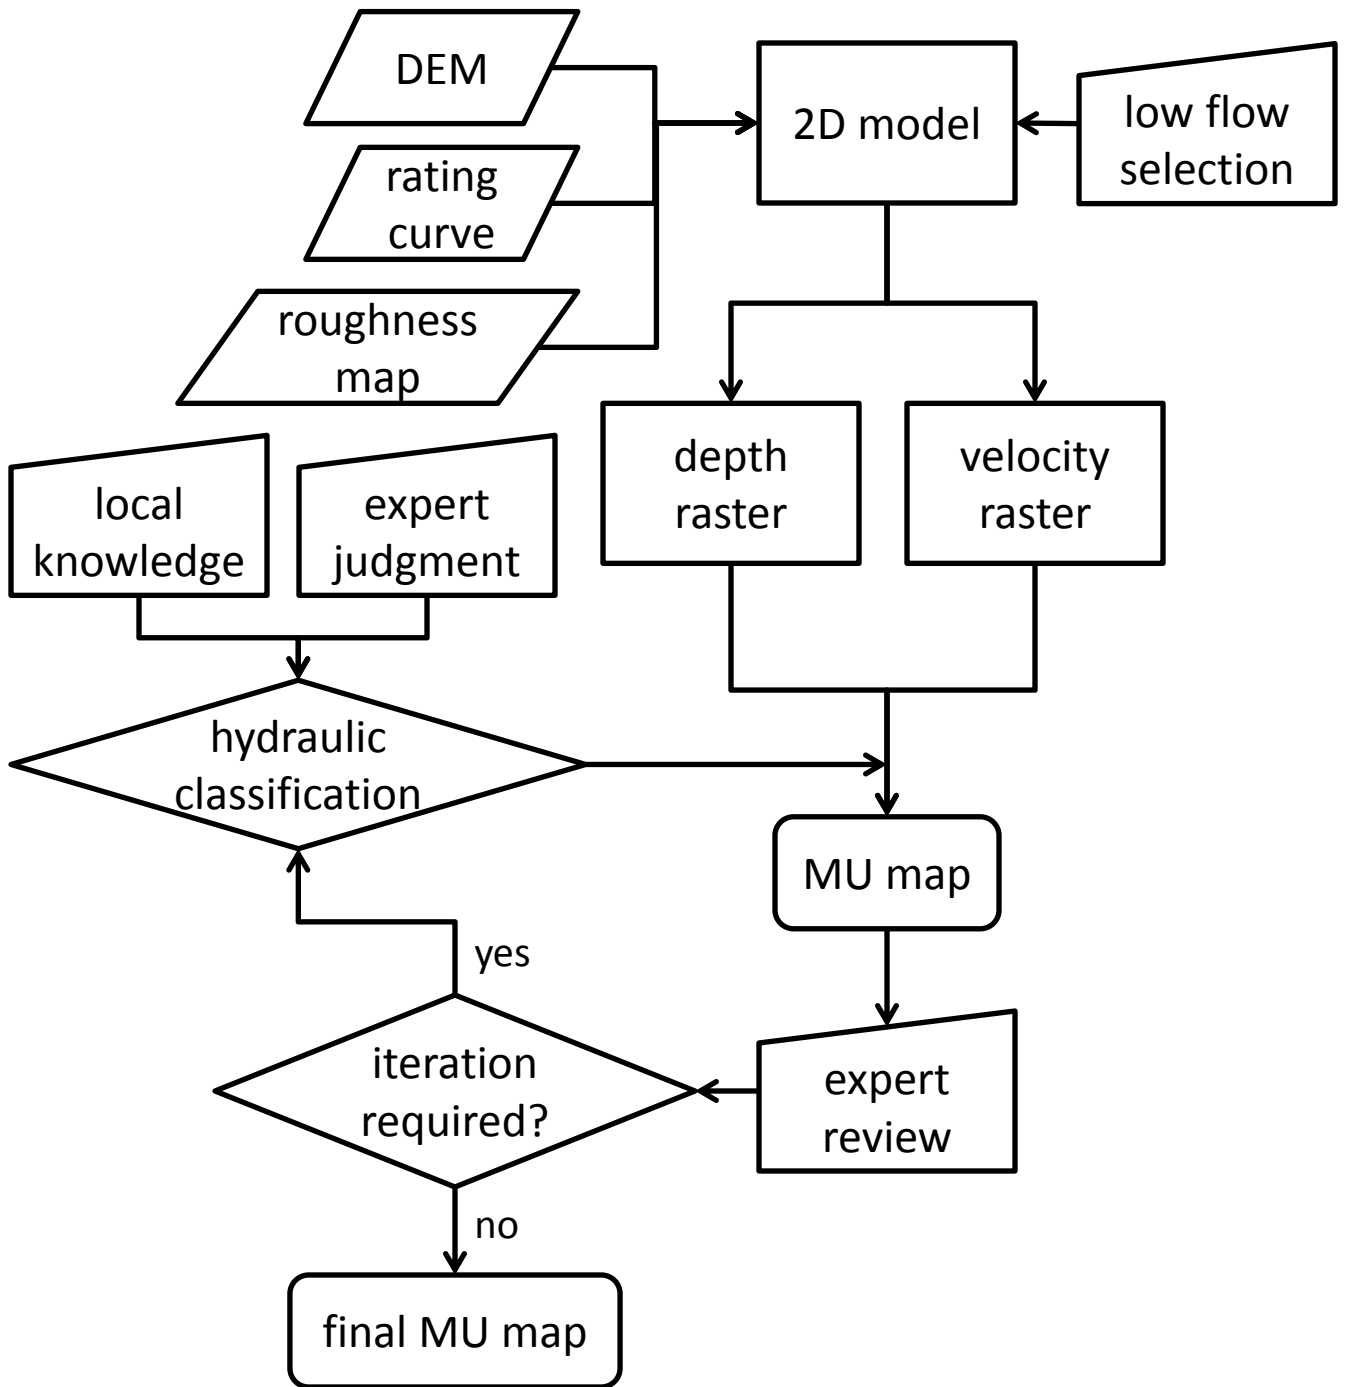 DEM
2D model
low flow
selection
rating
curve
roughness
map
depth
raster
velocity
raster
local
knowledge
expert
judgment
hydraulic
classification
MU map
yes
iteration
required?
expert
review
no
final MU map